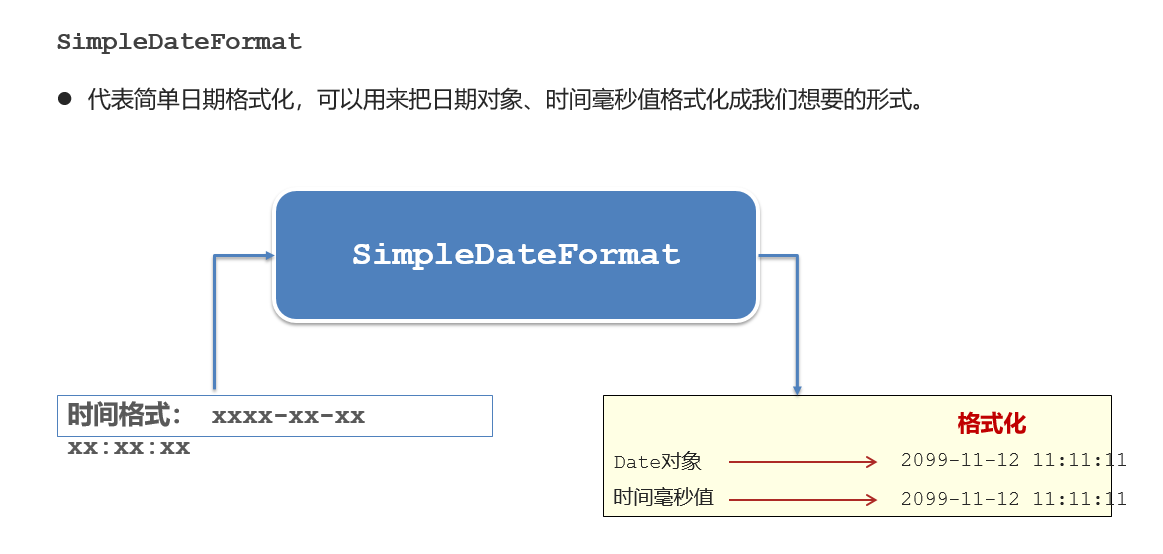 SimpleDateFormat
● 代表简单日期格式化，可以用来把日期对象、时间毫秒值格式化成我们想要的形式。
SimpleDateFormat
时间格式： xxxx-xx-xx
xx:xx:xx
格式化
Date对象 2099-11-12 11:11:11
时间毫秒值 2099-11-12 11:11:11